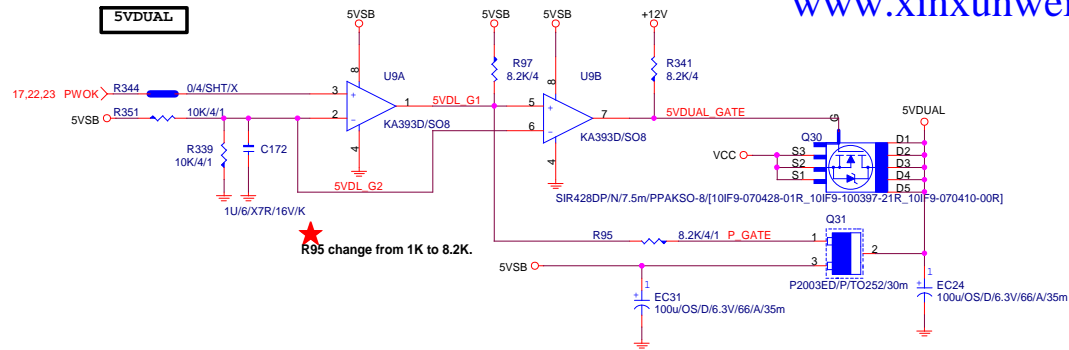 5VDUAL
www.xinxunwei
5VSB
5VSB
5VSB
+12V
R97
8.2K/4
R341
8.2K/4
U9A
U9B
8
8
17,22,23 PWOK
R344
0/4/SHT/X
3
+
1
5VDL_G1
5
+
7
5VDUAL_GATE
5VSB
R351
10K/4/1
2
-
6
-
KA393D/SO8
KA393D/SO8
4
4
R339
10K/4/1
C172
1U/6/X7R/16V/K
5VDL_G2
5VDUAL
G
Q30
VCC
S3
S2
S1
D1
D2
D3
D4
D5
SIR428DP/N/7.5m/PPAKSO-8/[10IF9-070428-01R_10IF9-100397-21R_10IF9-070410-00R]
R95 change from 1K to 8.2K.
R95
8.2K/4/1
P_GATE
Q31
1
2
3
5VSB
P2003ED/P/TO252/30m
1
+
EC31
100u/OS/D/6.3V/66/A/35m
1
+
EC24
100u/OS/D/6.3V/66/A/35m